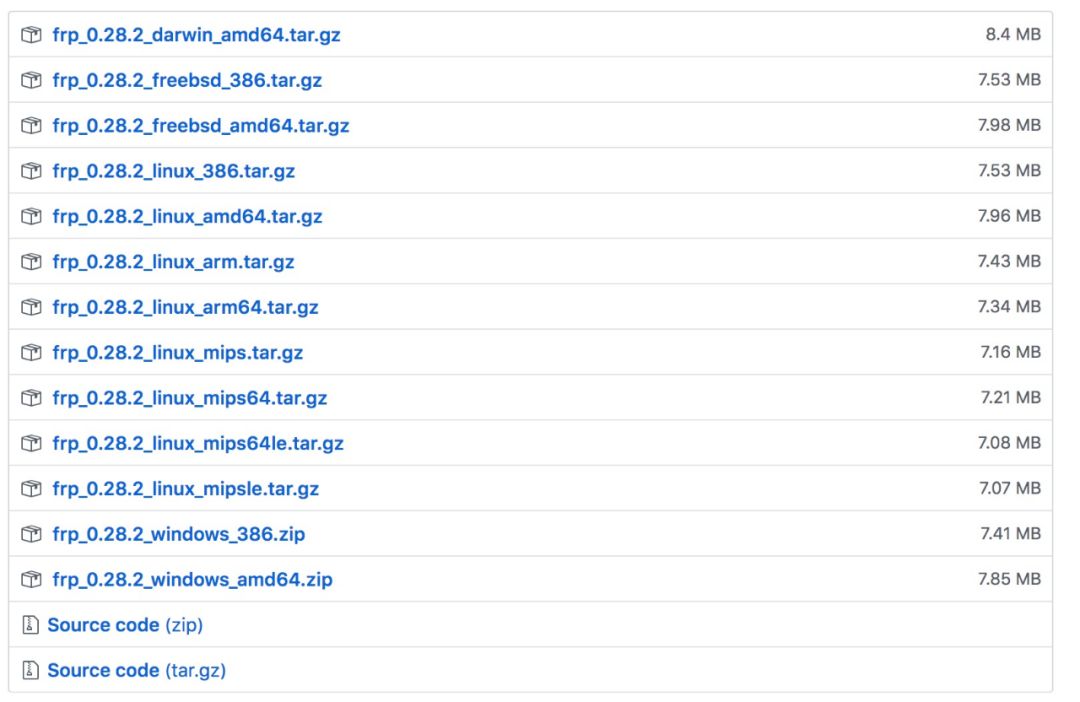 frp_0.28.2_darwin_amd64.tar.gz 8.4 MB
frp_0.28.2_freebsd_386.tar.gz 7.53 MB
frp_0.28.2_freebsd_amd64.tar.gz 7.98 MB
frp_0.28.2_linux_386.tar.gz 7.53 MB
frp_0.28.2_linux_amd64.tar.gz 7.96 MB
frp_0.28.2_linux_arm.tar.gz 7.43 MB
frp_0.28.2_linux_arm64.tar.gz 7.34 MB
frp_0.28.2_linux_mips.tar.gz 7.16 MB
frp_0.28.2_linux_mips64.tar.gz 7.21 MB
frp_0.28.2_linux_mips64le.tar.gz 7.08 MB
frp_0.28.2_linux_mipsle.tar.gz 7.07 MB
frp_0.28.2_windows_386.zip 7.41 MB
frp_0.28.2_windows_amd64.zip 7.85 MB
Source code (zip)
Source code (tar.gz)